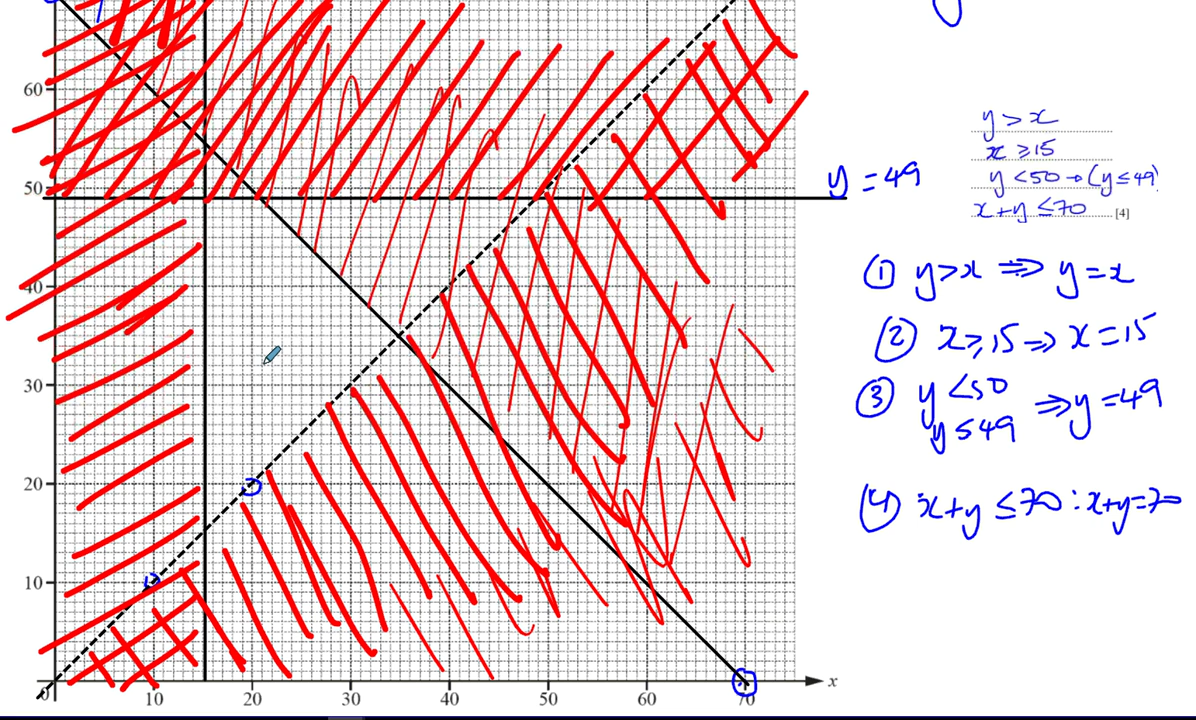 60
50
40
30
20
10
0
10 20 30 40 50 60 70 x
y = 49
y > x
x ≥ 15
y < 50 → (y ≤ 49)
x + y ≤ 70 [4]
① y > x ⇒ y = x
② x ≥ 15 ⇒ x = 15
③ y < 50
y ≤ 49 ⇒ y = 49
④ x + y ≤ 70 : x + y = 70